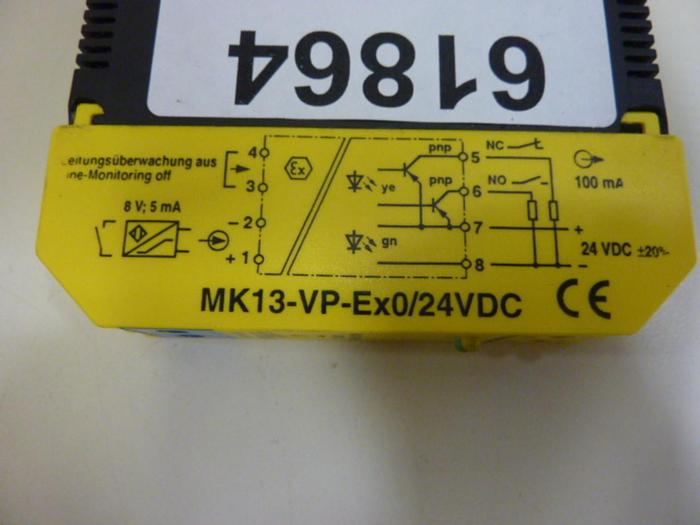 61864
4
pnp
5
NC
eitungsüberwachung aus
ine-Monitoring off
3
Ex
ye
pnp
6
NO
100 mA
8 V; 5 mA
- 2
7
+
+ 1
gn
8
-
24 VDC ±20%
MK13-VP-Ex0/24VDC CE